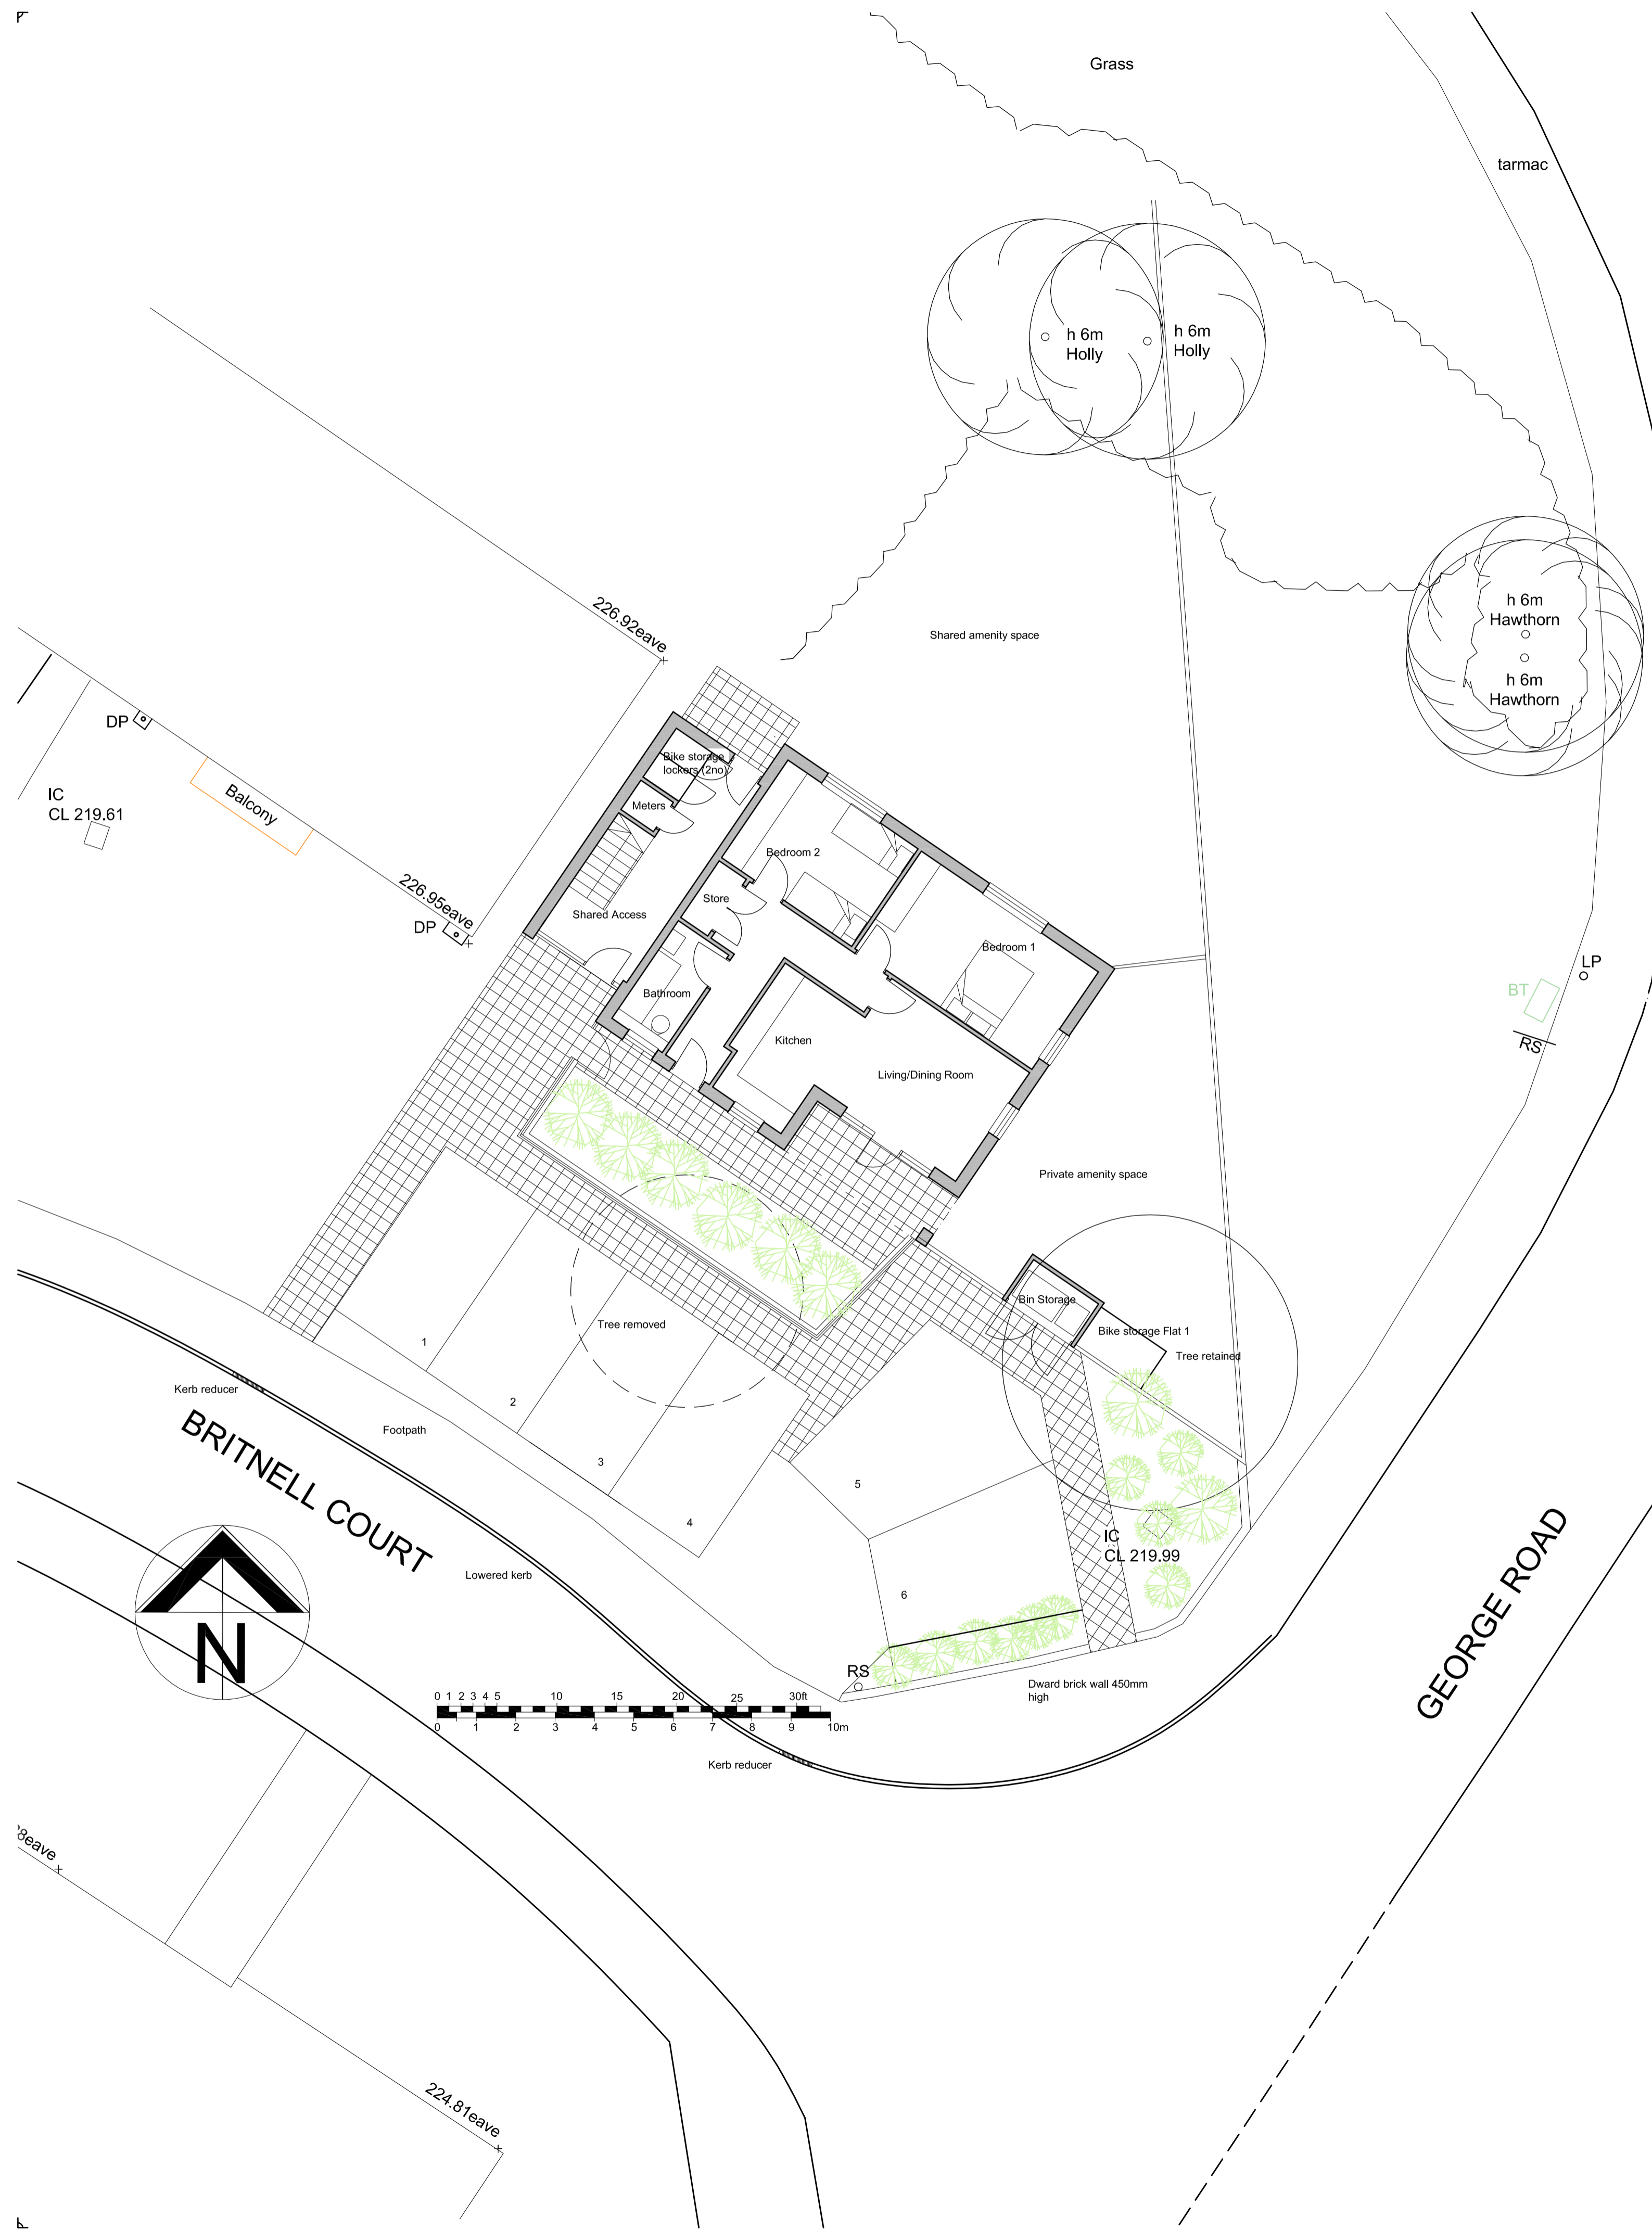 Grass
tarmac
h 6m
Holly
h 6m
Holly
226.92eave
h 6m
Hawthorn
Shared amenity space
h 6m
Hawthorn
DP
Bike storage
lockers (2no)
IC
CL 219.61
Balcony
Meters
Bedroom 2
226.95eave
Store
DP
Shared Access
Bedroom 1
LP
BT
RS
Bathroom
Kitchen
Living/Dining Room
Private amenity space
Bin Storage
Tree removed
Bike storage Flat 1
Tree retained
1
Kerb reducer
2
Footpath
BRITNELL COURT
3
5
4
IC
CL 219.99
Lowered kerb
6
GEORGE ROAD
N
RS
Dward brick wall 450mm
high
0 1 2 3 4 5 10 15 20 25 30ft
0 1 2 3 4 5 6 7 8 9 10m
Kerb reducer
8eave
224.81eave